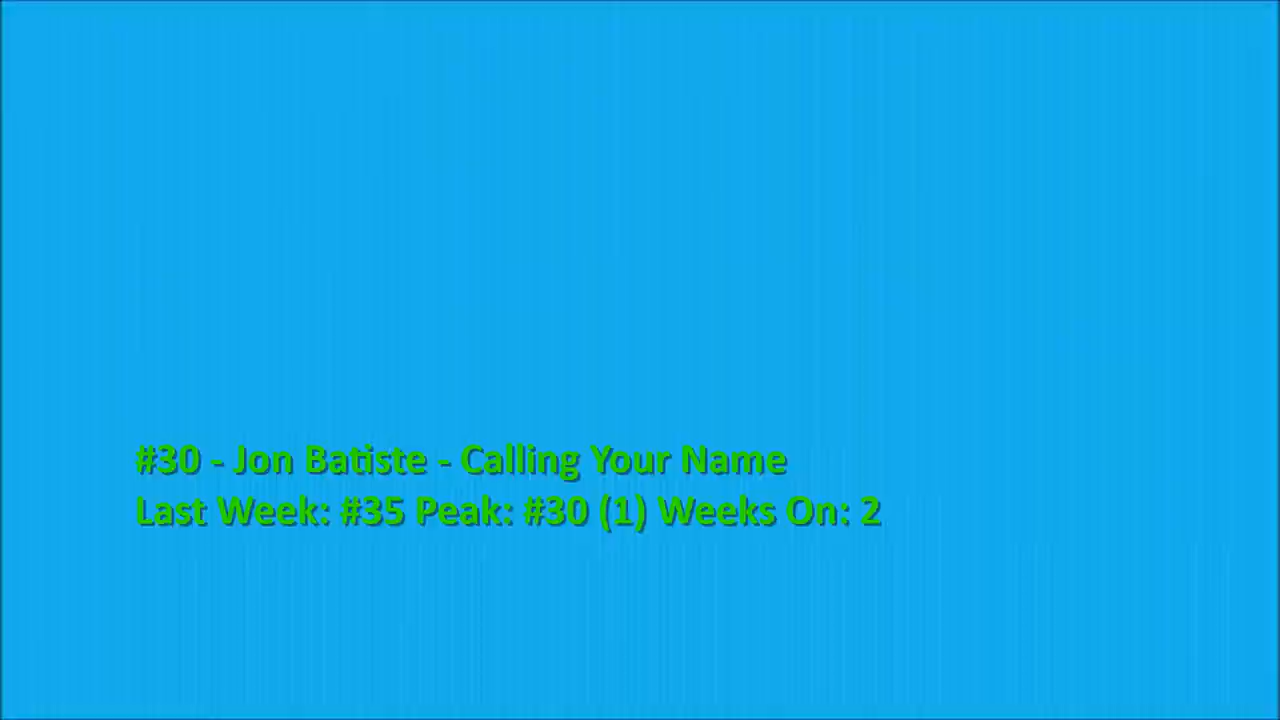 #30 - Jon Batiste - Calling Your Name
Last Week: #35 Peak: #30 (1) Weeks On: 2